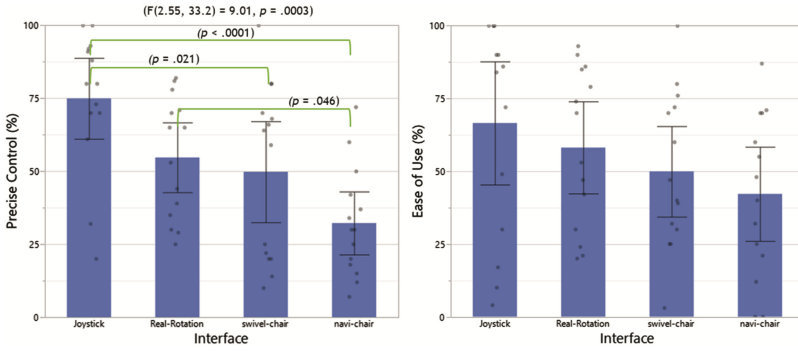 (F(2.55, 33.2) = 9.01, p = .0003)
(p < .0001)
(p = .021)
(p = .046)
Precise Control (%)
100
75
50
25
0
Joystick Real-Rotation swivel-chair navi-chair
Interface
Ease of Use (%)
100
75
50
25
0
Joystick Real-Rotation swivel-chair navi-chair
Interface